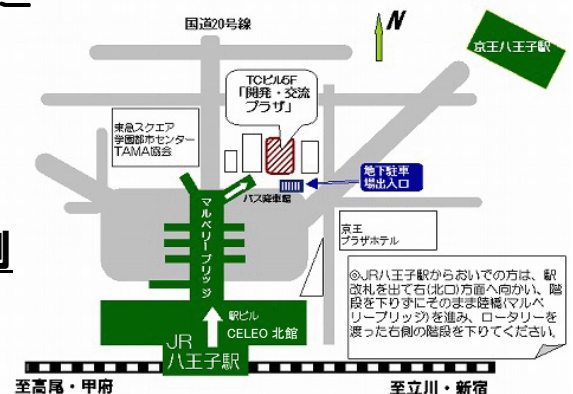 国道20号線
N
京王八王子駅
TCビル5F
「開発・交流
プラザ」
東急スクエア
学園都市センター
TAMA協会
地下駐車
場出入口
バス降車場
マルベリーブリッジ
京王
プラザホテル
◎JR八王子駅からおいでの方は、駅
改札を出て右(北口)方面へ向かい、階
段を下りずにそのまま陸橋(マルベ
リーブリッジ)を進み、ロータリーを
渡った右側の階段を下りてください。
駅ビル
CELEO 北館
JR
八王子駅
至高尾・甲府
至立川・新宿